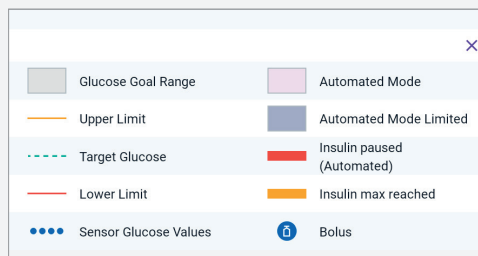 Glucose Goal Range
Automated Mode
Upper Limit
Automated Mode Limited
Target Glucose
Insulin paused
(Automated)
Lower Limit
Insulin max reached
Sensor Glucose Values
Bolus